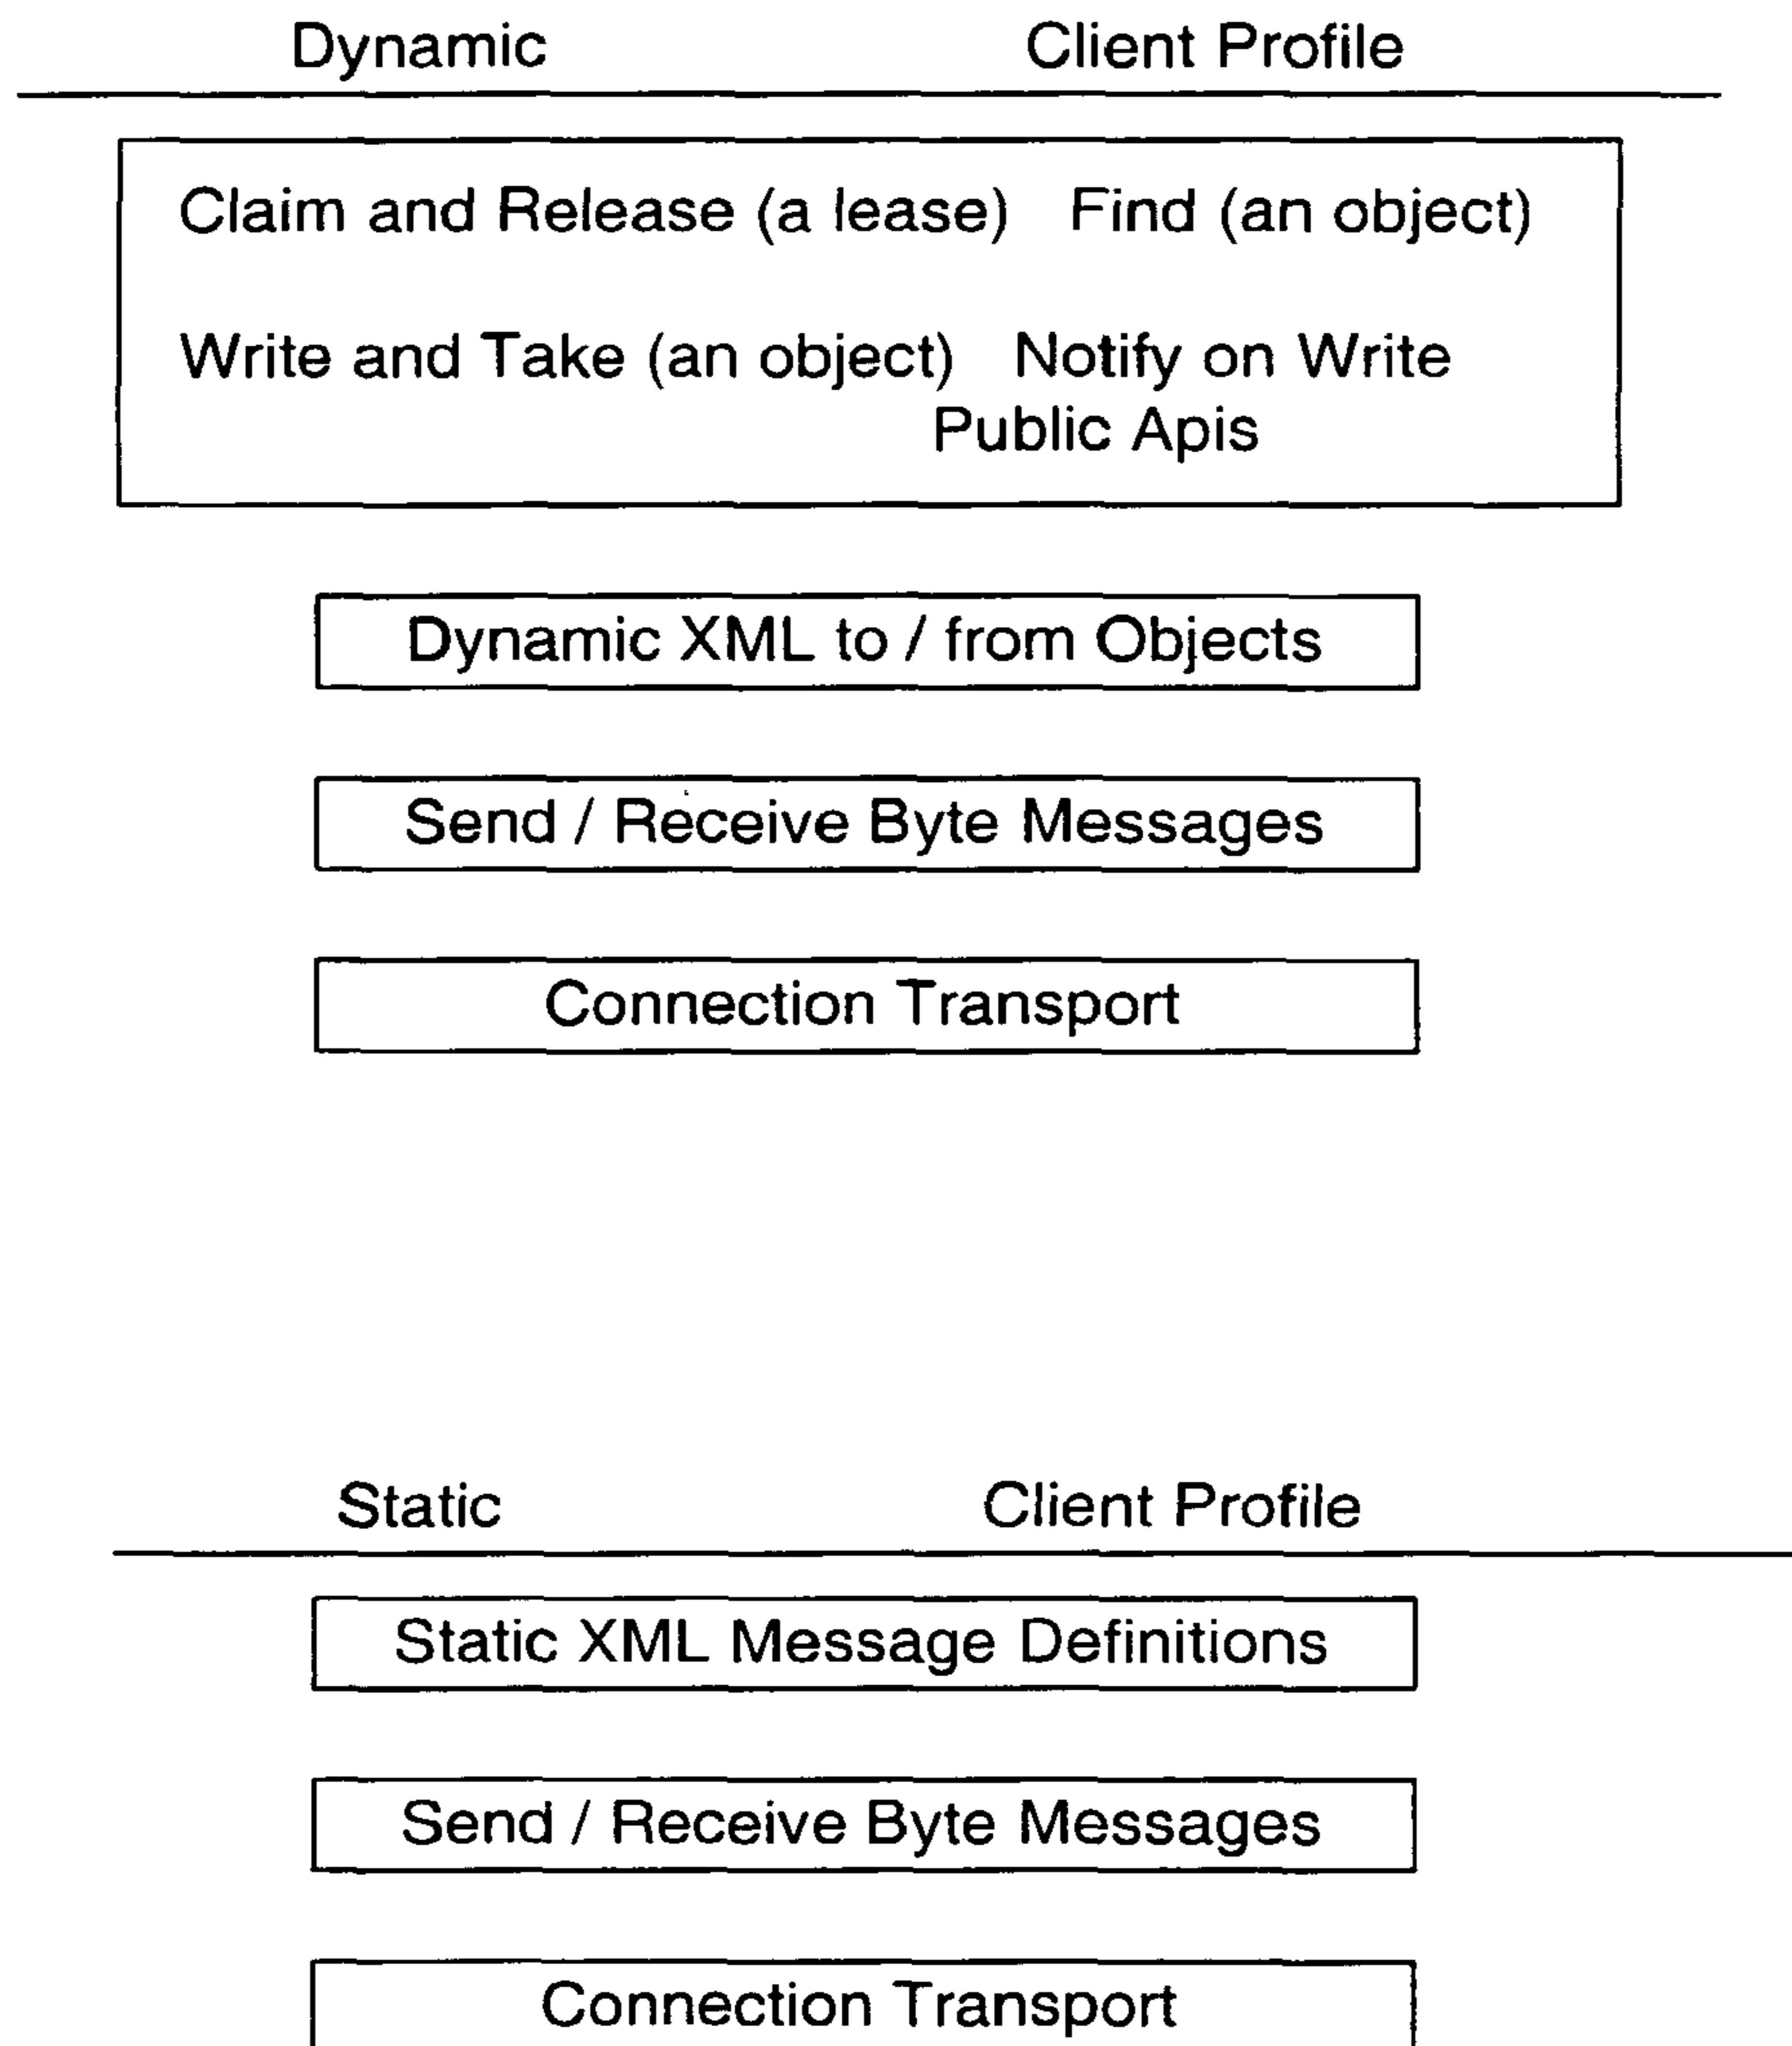 Dynamic Client Profile
Claim and Release (a lease) Find (an object)
Write and Take (an object) Notify on Write
Public Apis
Dynamic XML to / from Objects
Send / Receive Byte Messages
Connection Transport
Static Client Profile
Static XML Message Definitions
Send / Receive Byte Messages
Connection Transport